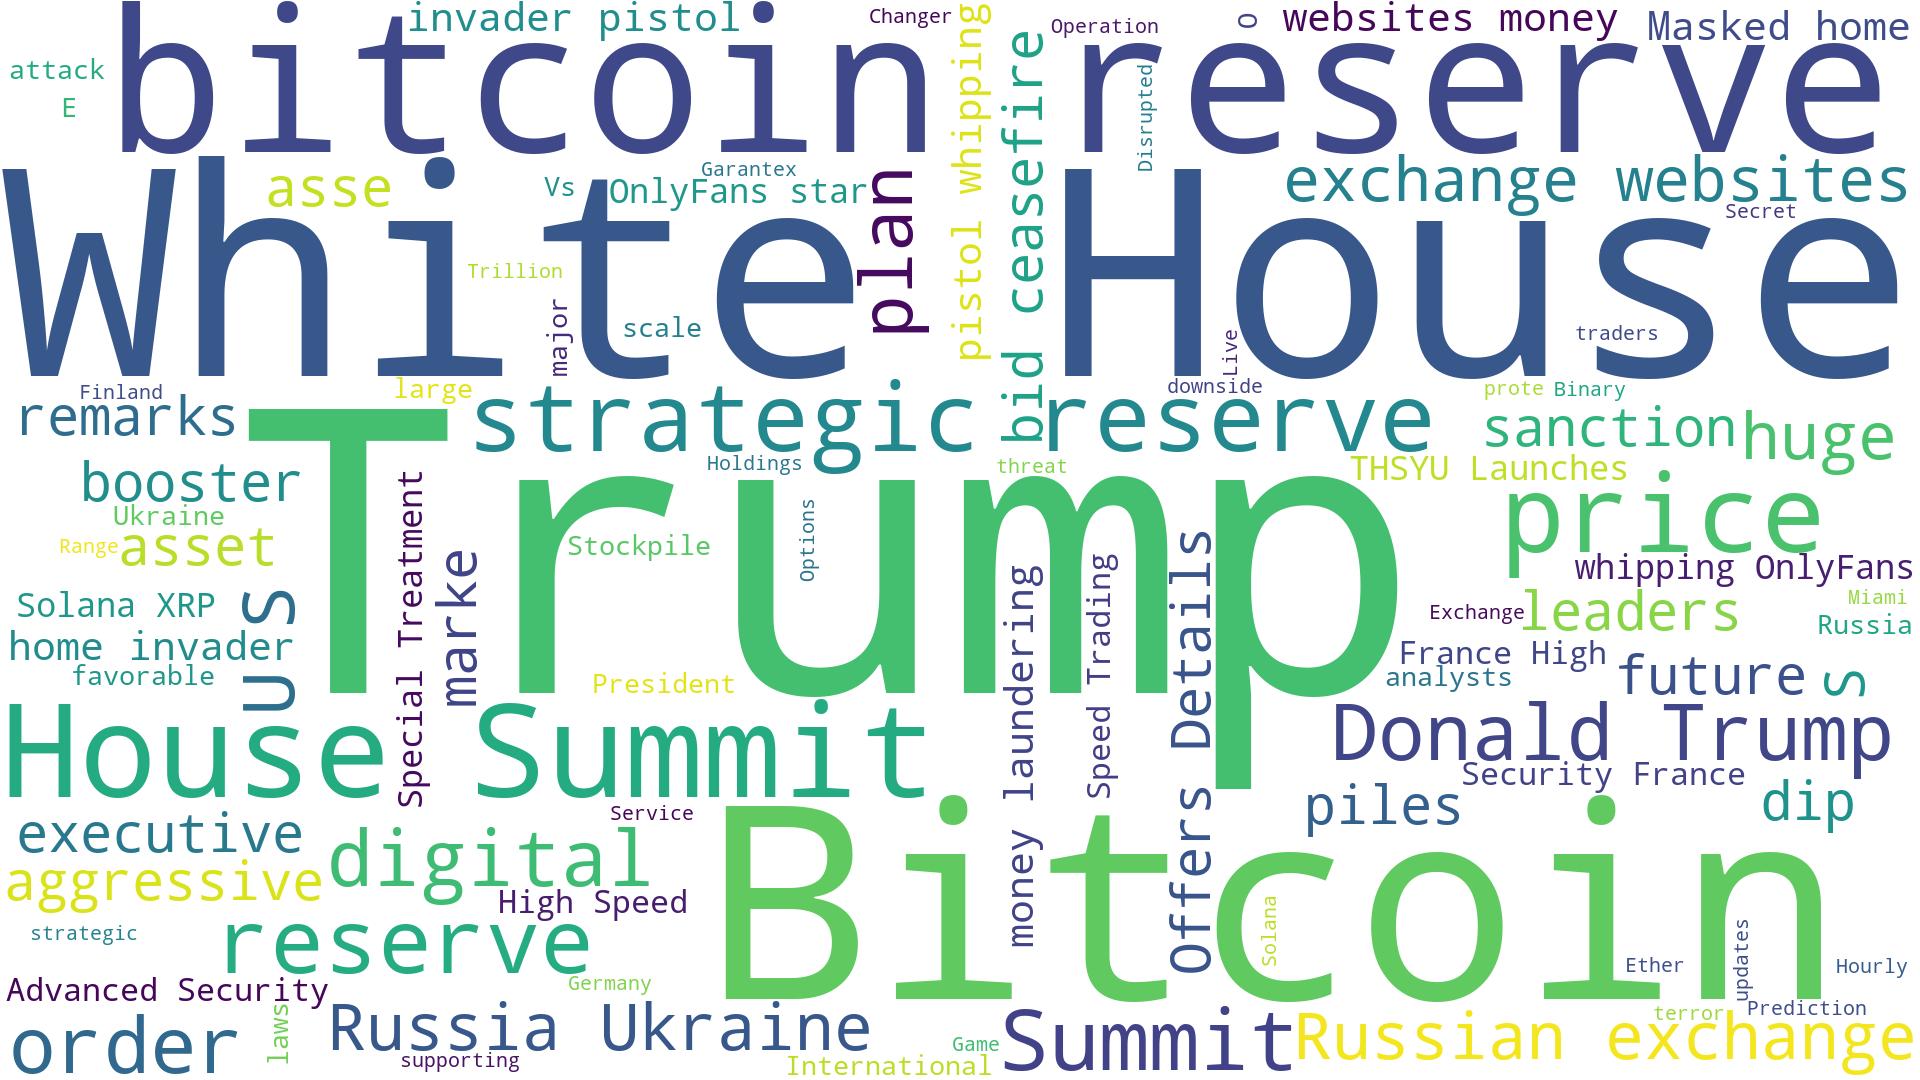 bitcoin reserve
invader pistol
Changer
Operation
o
websites money
Masked home
attack
E
pistol whipping
bid ceasefire
Disrupted
White House
asse
Vs
Garantex
OnlyFans star
plan
exchange websites
Secret
Trillion
major
scale
Live
traders
Finland
large
downside
prote
Binary
remarks
strategic reserve
sanction
huge
Trump
booster
Holdings
threat
THSYU Launches
Ukraine
price
Range
asset
Special Treatment
marke
Stockpile
Options
whipping OnlyFans
Solana XRP
u S
Miami
Exchange
leaders
Russia
home invader
favorable
President
money laundering
Speed Trading
Offers Details
France High
analysts
future
s
House Summit
Donald Trump
Security France
Service
piles
dip
executive
digital
Bitcoin
aggressive
High Speed
strategic
reserve
Solana
updates
Ether
Hourly
Advanced Security
Germany
laws
order
Russia Ukraine
supporting
International
Game
Summit
terror
Prediction
Russian exchange